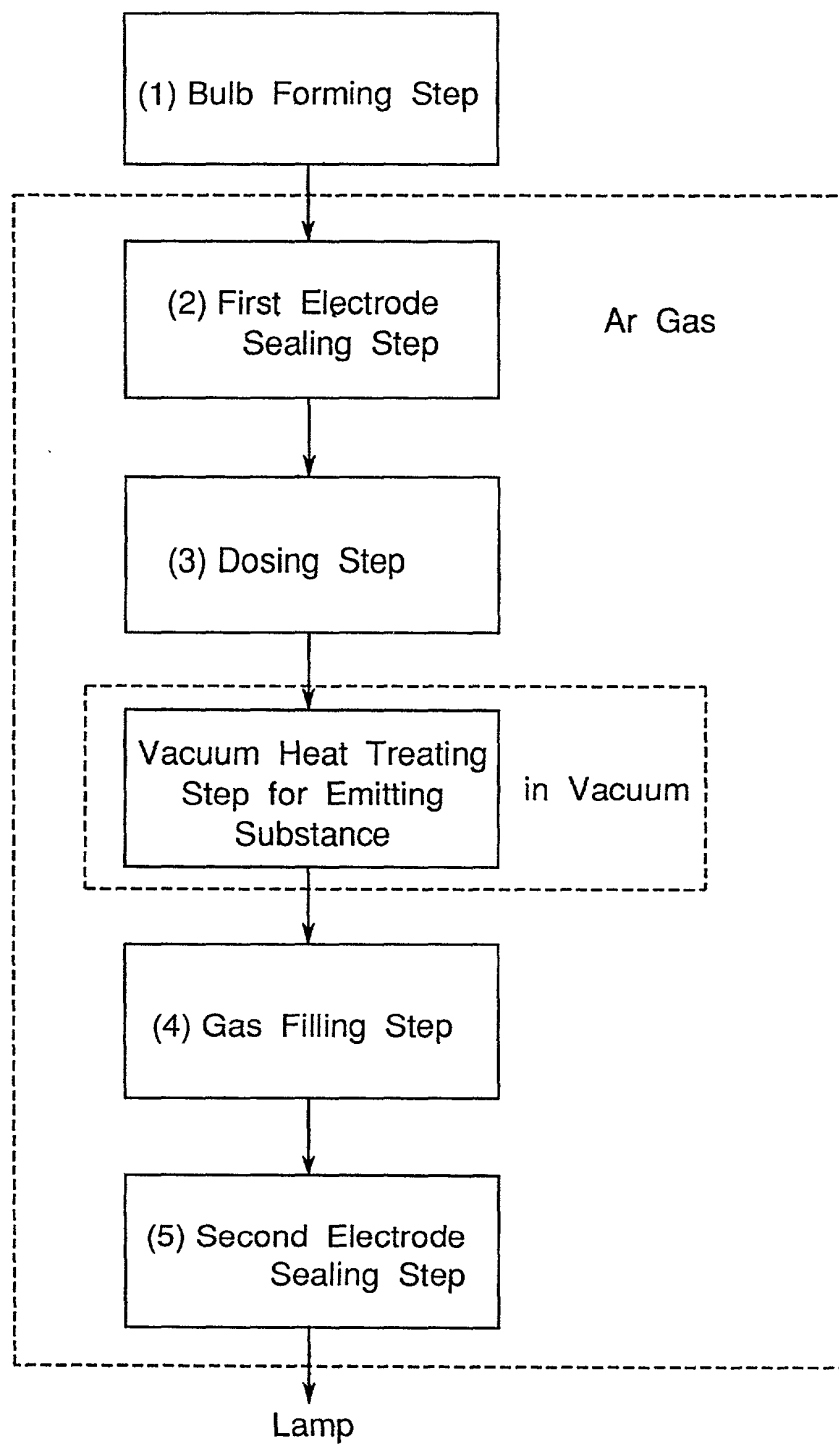 (1) Bulb Forming Step
(2) First Electrode
Sealing Step
Ar Gas
(3) Dosing Step
Vacuum Heat Treating
Step for Emitting
Substance
in Vacuum
(4) Gas Filling Step
(5) Second Electrode
Sealing Step
Lamp